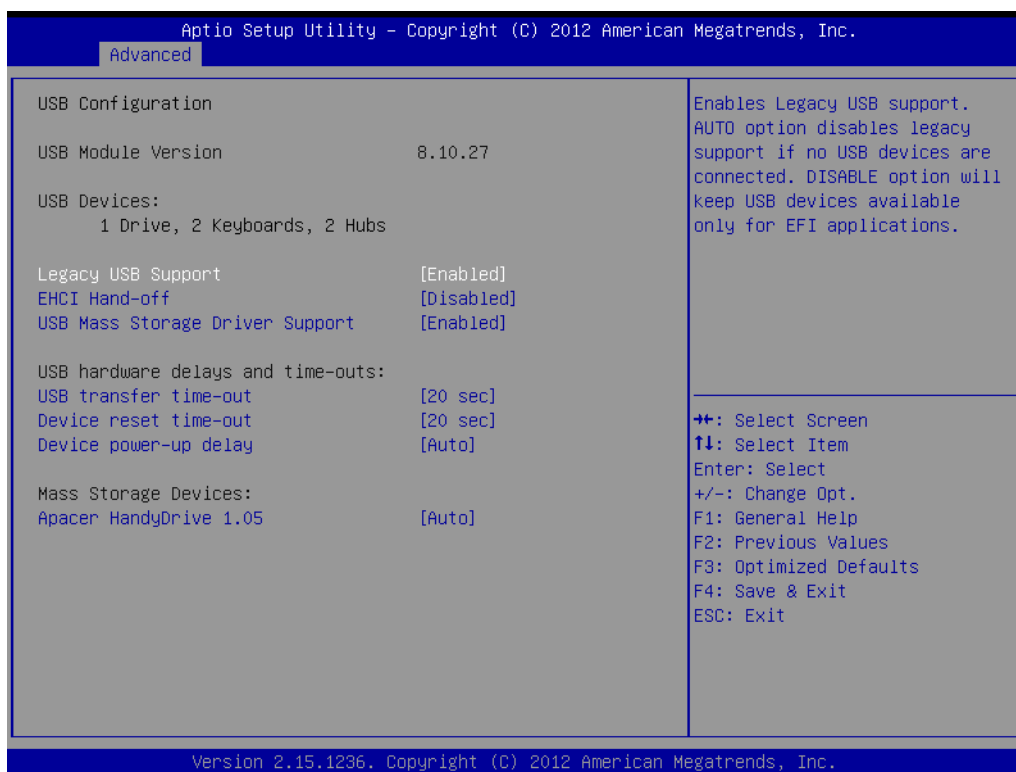 Aptio Setup Utility – Copyright (C) 2012 American Megatrends, Inc.
Advanced
USB Configuration
USB Module Version 8.10.27
USB Devices:
1 Drive, 2 Keyboards, 2 Hubs
Legacy USB Support [Enabled]
EHCI Hand-off [Disabled]
USB Mass Storage Driver Support [Enabled]
USB hardware delays and time-outs:
USB transfer time-out [20 sec]
Device reset time-out [20 sec]
Device power-up delay [Auto]
Mass Storage Devices:
Apacer HandyDrive 1.05 [Auto]
Enables Legacy USB support.
AUTO option disables legacy
support if no USB devices are
connected. DISABLE option will
keep USB devices available
only for EFI applications.
→←: Select Screen
↑↓: Select Item
Enter: Select
+/-: Change Opt.
F1: General Help
F2: Previous Values
F3: Optimized Defaults
F4: Save & Exit
ESC: Exit
Version 2.15.1236. Copyright (C) 2012 American Megatrends, Inc.